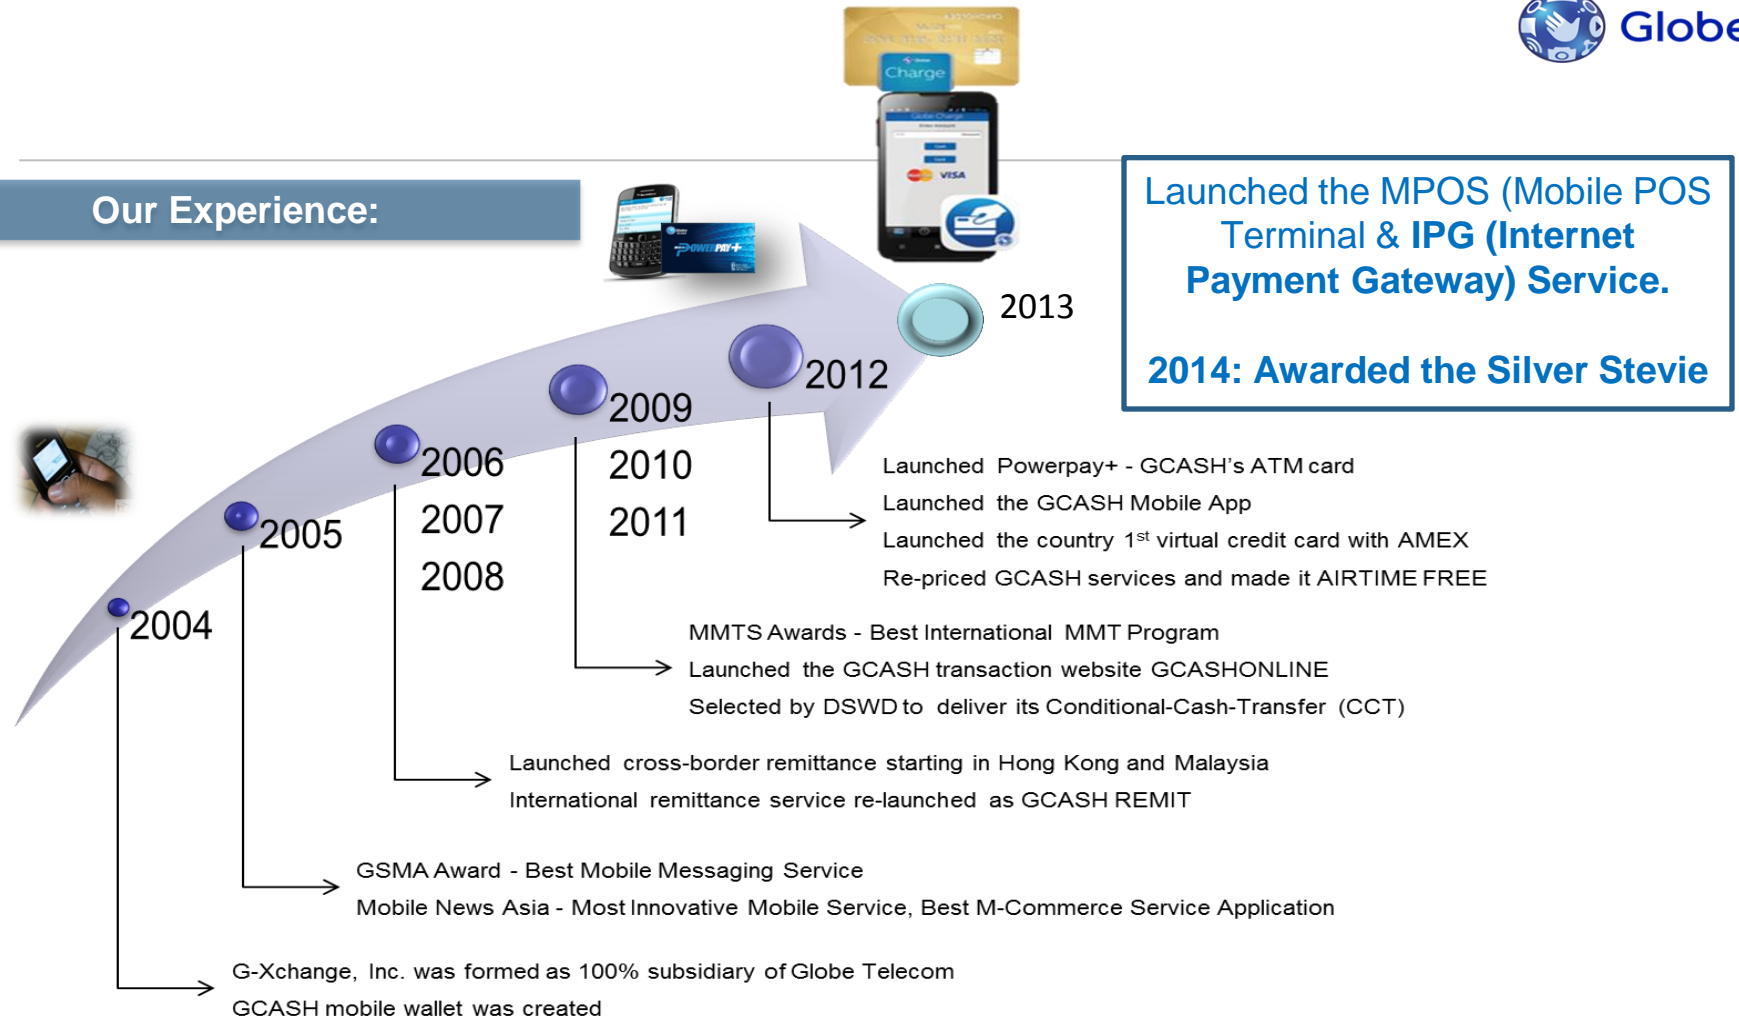 Globe
Charge
Globe Charge
VISA
POWERPAY+
Our Experience:
Launched the MPOS (Mobile POS
Terminal & IPG (Internet
Payment Gateway) Service.
2014: Awarded the Silver Stevie
2013
2012
2009
2010
2011
2006
2007
2008
2005
2004
Launched Powerpay+ - GCASH's ATM card
Launched the GCASH Mobile App
Launched the country 1st virtual credit card with AMEX
Re-priced GCASH services and made it AIRTIME FREE
MMTS Awards - Best International MMT Program
Launched the GCASH transaction website GCASHONLINE
Selected by DSWD to deliver its Conditional-Cash-Transfer (CCT)
Launched cross-border remittance starting in Hong Kong and Malaysia
International remittance service re-launched as GCASH REMIT
GSMA Award - Best Mobile Messaging Service
Mobile News Asia - Most Innovative Mobile Service, Best M-Commerce Service Application
G-Xchange, Inc. was formed as 100% subsidiary of Globe Telecom
GCASH mobile wallet was created